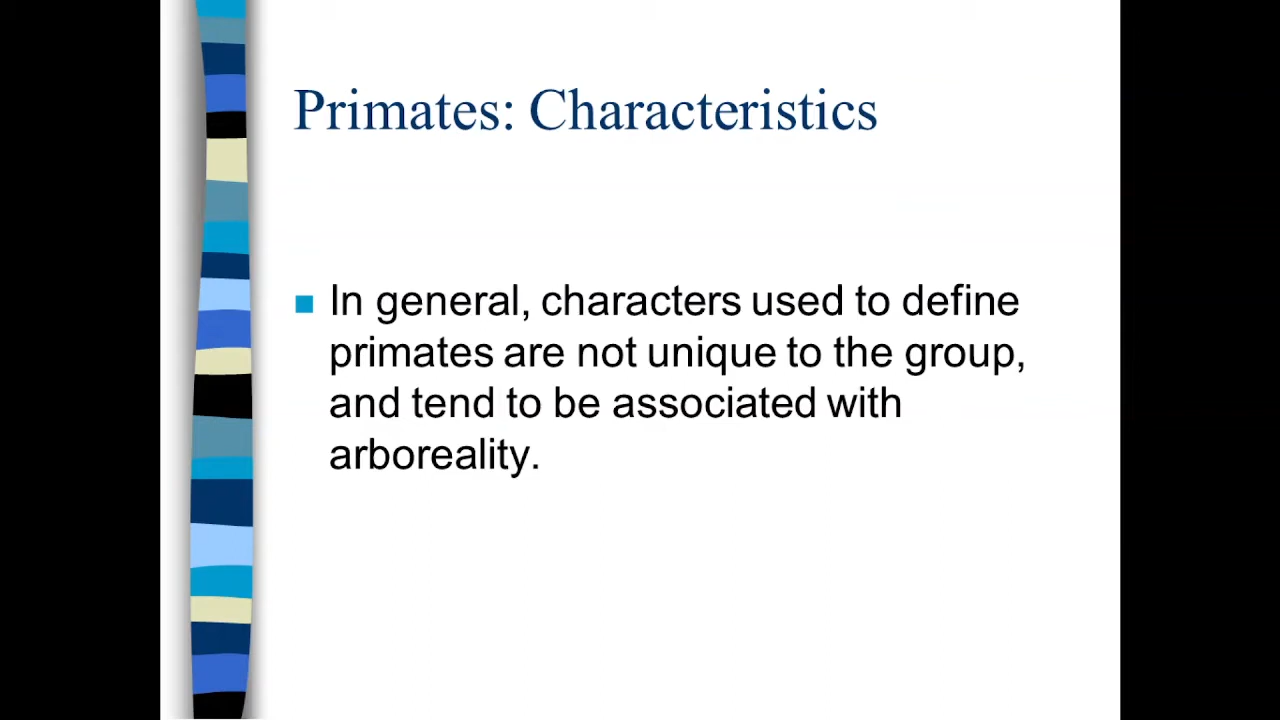 Primates: Characteristics
In general, characters used to define
primates are not unique to the group,
and tend to be associated with
arboreality.